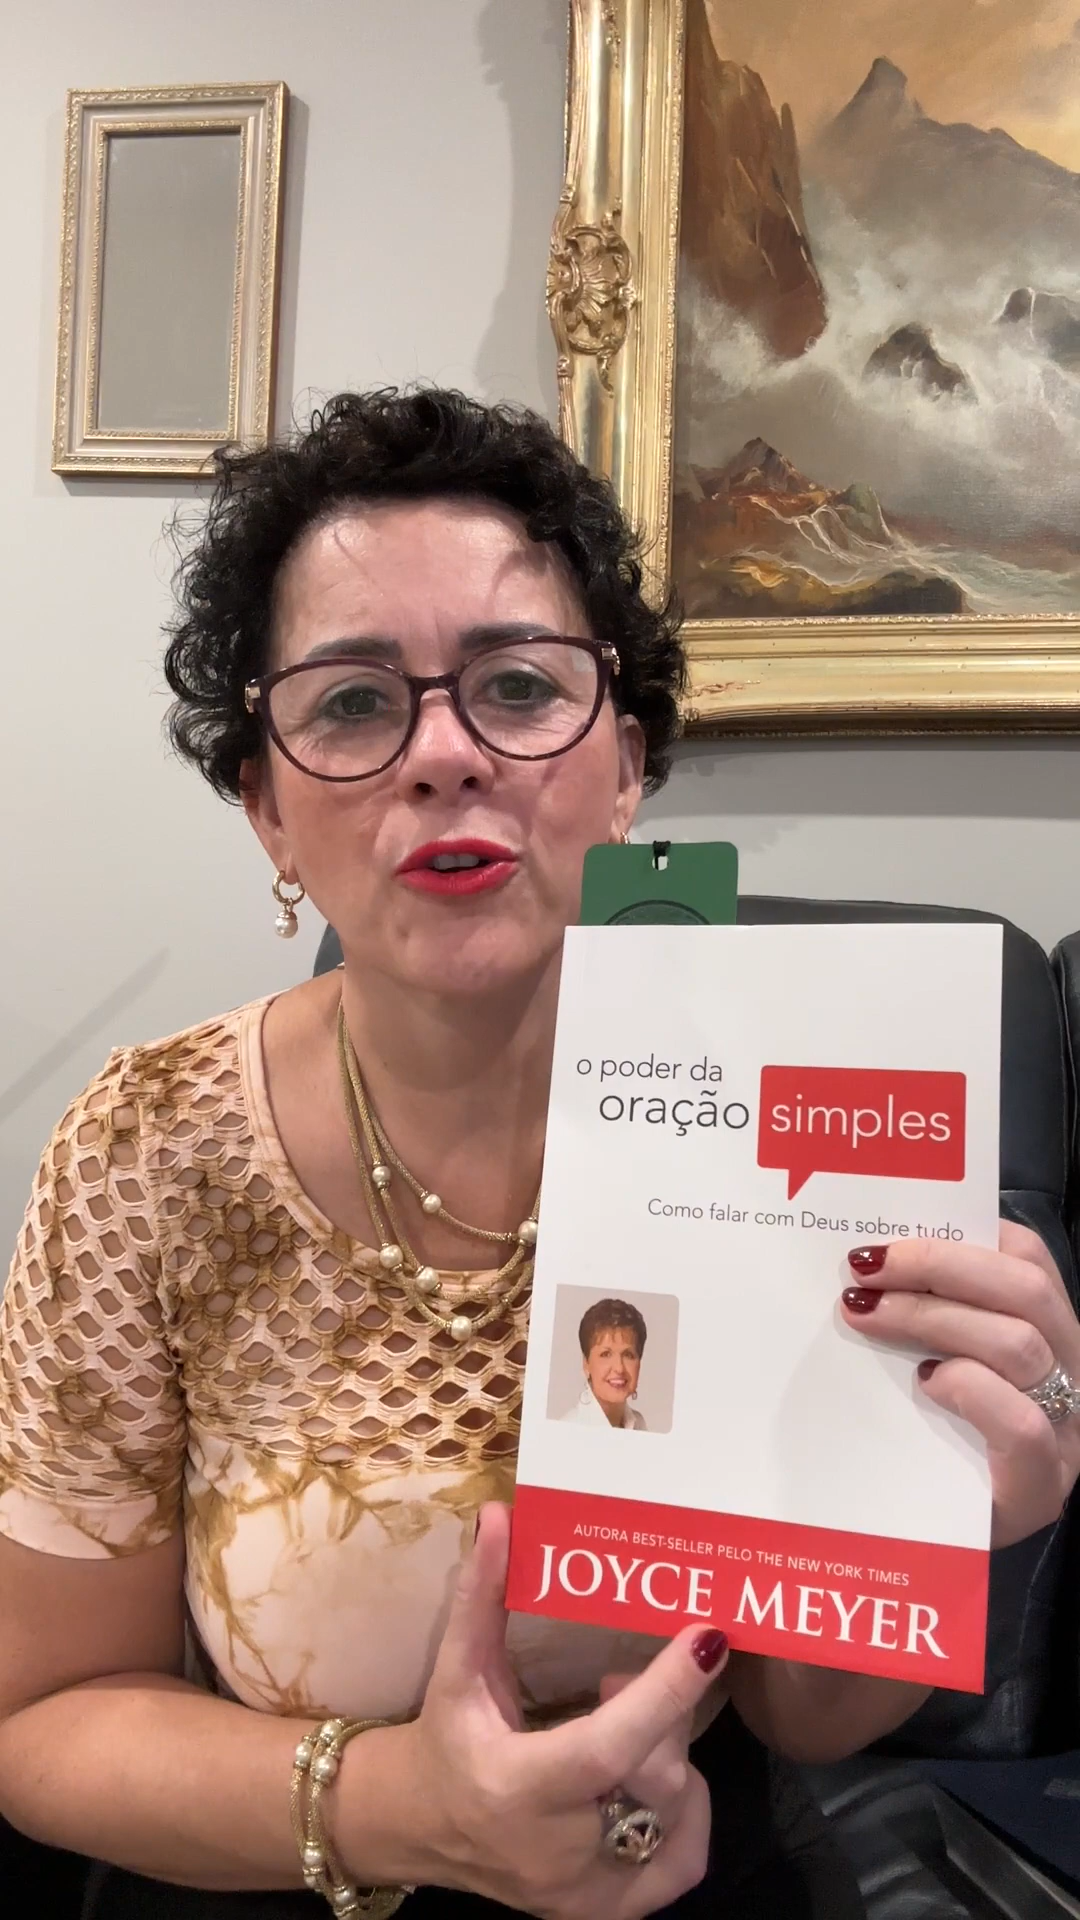 o poder da
oração simples
Como falar com Deus sobre tudo
AUTORA BEST-SELLER PELO THE NEW YORK TIMES
JOYCE MEYER